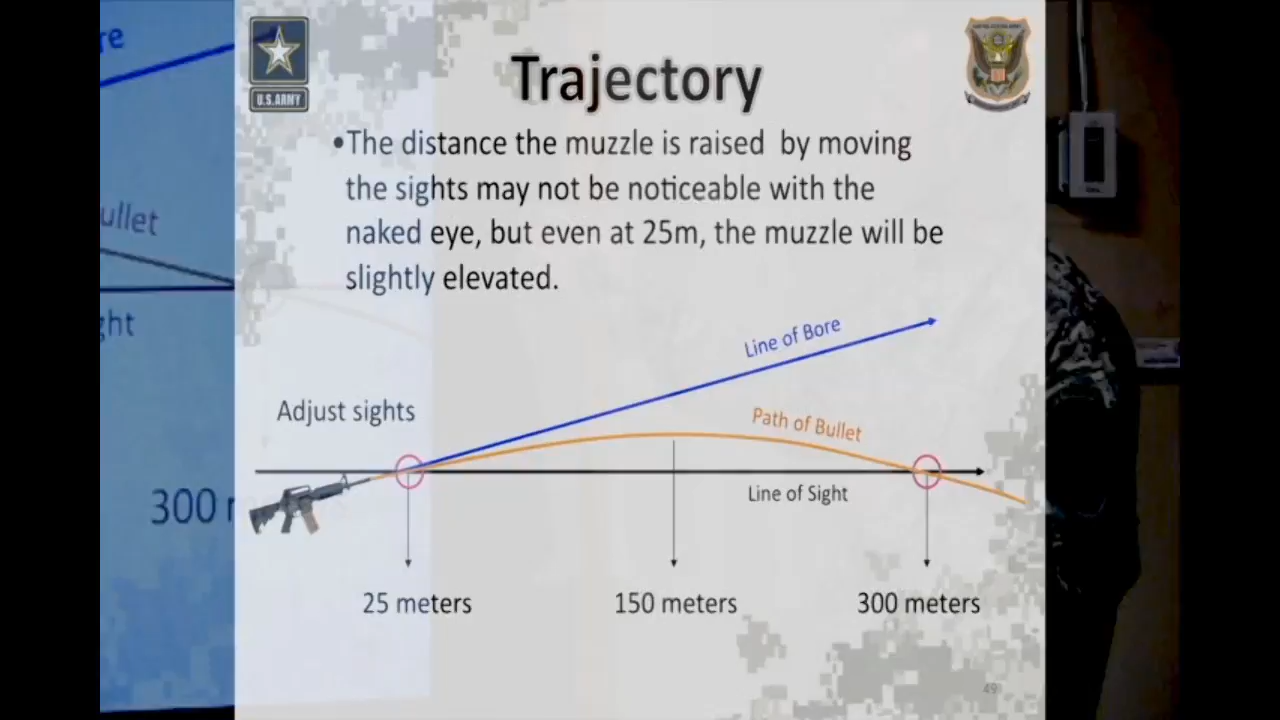 re
U.S.ARMY
Trajectory
•The distance the muzzle is raised by moving
the sights may not be noticeable with the
naked eye, but even at 25m, the muzzle will be
slightly elevated.
ullet
ght
Line of Bore
Adjust sights
Path of Bullet
Line of Sight
300
25 meters
150 meters
300 meters
49